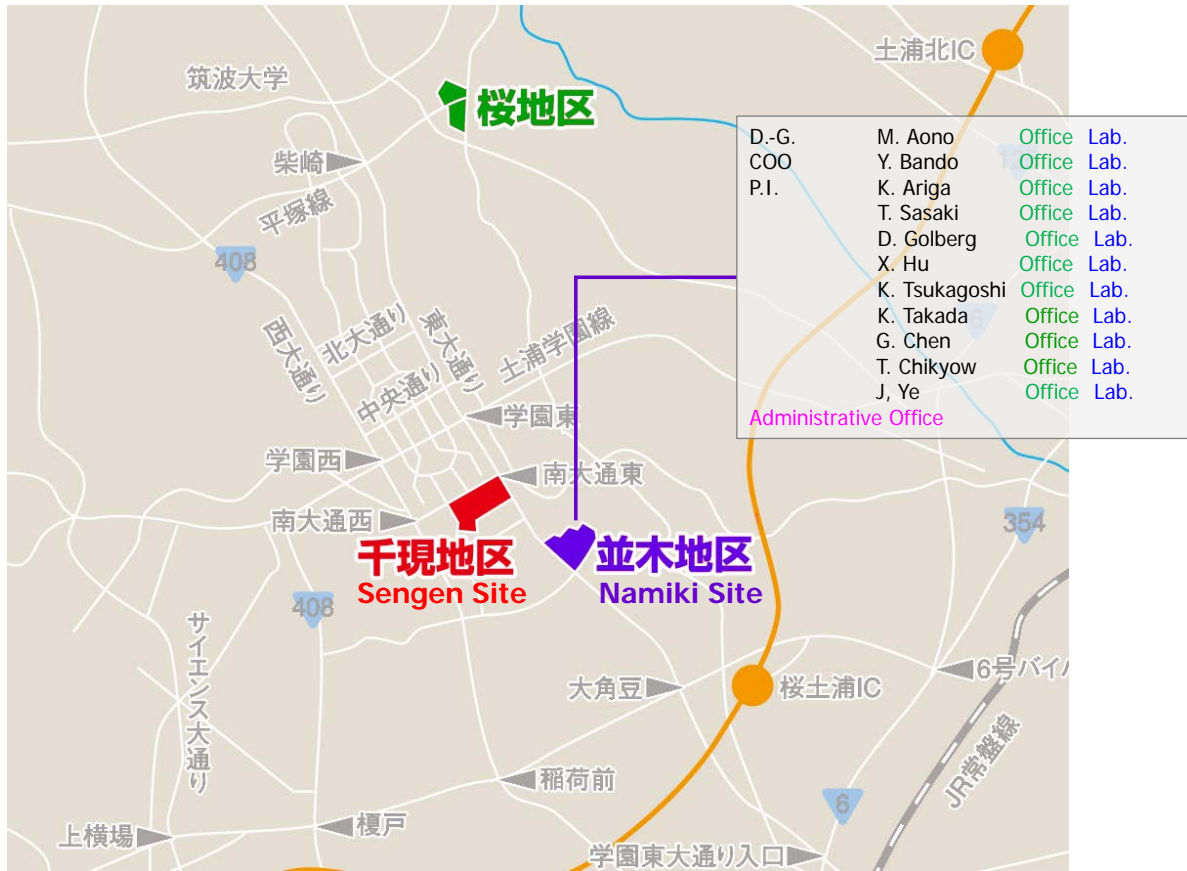 土浦北IC
筑波大学
桜地区
D.-G. M. Aono Office Lab.
COO Y. Bando Office Lab.
P.I. K. Ariga Office Lab.
T. Sasaki Office Lab.
D. Golberg Office Lab.
X. Hu Office Lab.
K. Tsukagoshi Office Lab.
K. Takada Office Lab.
G. Chen Office Lab.
T. Chikyow Office Lab.
J, Ye Office Lab.
Administrative Office
柴崎
平塚線
408
6
西大通り
北大通り
東大通り
土浦学園線
中央通り
学園東
学園西
南大通東
南大通西
354
千現地区
Sengen Site
並木地区
Namiki Site
408
サイエンス大通り
大角豆
桜土浦IC
6号バイパ
JR常盤線
稲荷前
6
上横場
榎戸
学園東大通り入口